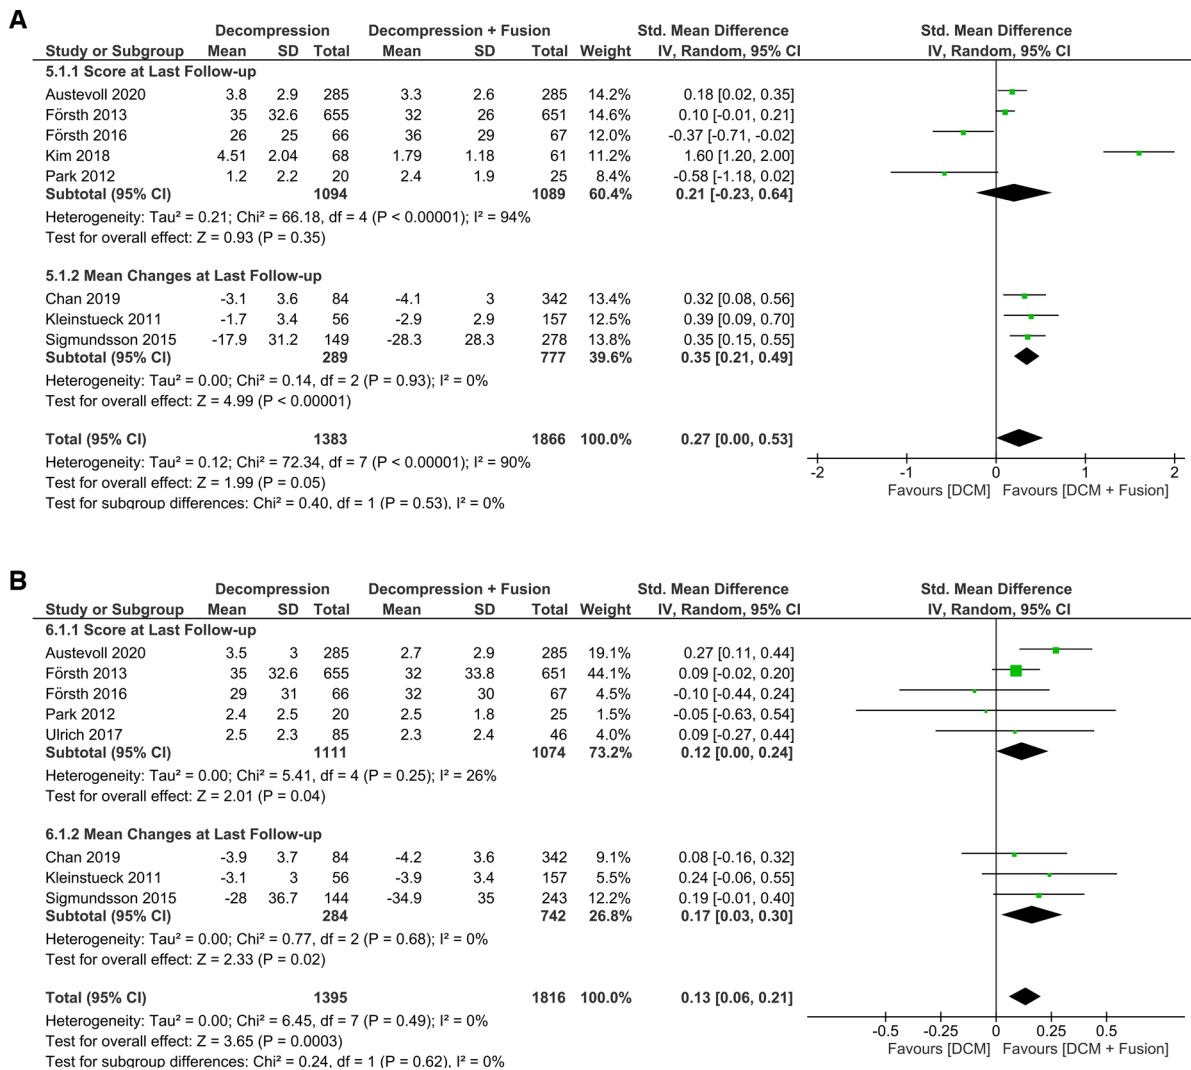 A
Decompression Decompression + Fusion Std. Mean Difference Std. Mean Difference
Study or Subgroup Mean SD Total Mean SD Total Weight IV, Random, 95% CI IV, Random, 95% CI
5.1.1 Score at Last Follow-up
Austevoll 2020 3.8 2.9 285 3.3 2.6 285 14.2% 0.18 [0.02, 0.35]
Försth 2013 35 32.6 655 32 26 651 14.6% 0.10 [-0.01, 0.21]
Försth 2016 26 25 66 36 29 67 12.0% -0.37 [-0.71, -0.02]
Kim 2018 4.51 2.04 68 1.79 1.18 61 11.2% 1.60 [1.20, 2.00]
Park 2012 1.2 2.2 20 2.4 1.9 25 8.4% -0.58 [-1.18, 0.02]
Subtotal (95% CI) 1094 1089 60.4% 0.21 [-0.23, 0.64]
Heterogeneity: Tau² = 0.21; Chi² = 66.18, df = 4 (P < 0.00001); I² = 94%
Test for overall effect: Z = 0.93 (P = 0.35)
5.1.2 Mean Changes at Last Follow-up
Chan 2019 -3.1 3.6 84 -4.1 3 342 13.4% 0.32 [0.08, 0.56]
Kleinstueck 2011 -1.7 3.4 56 -2.9 2.9 157 12.5% 0.39 [0.09, 0.70]
Sigmundsson 2015 -17.9 31.2 149 -28.3 28.3 278 13.8% 0.35 [0.15, 0.55]
Subtotal (95% CI) 289 777 39.6% 0.35 [0.21, 0.49]
Heterogeneity: Tau² = 0.00; Chi² = 0.14, df = 2 (P = 0.93); I² = 0%
Test for overall effect: Z = 4.99 (P < 0.00001)
Total (95% CI) 1383 1866 100.0% 0.27 [0.00, 0.53]
Heterogeneity: Tau² = 0.12; Chi² = 72.34, df = 7 (P < 0.00001); I² = 90%
Test for overall effect: Z = 1.99 (P = 0.05)
Test for subgroup differences: Chi² = 0.40, df = 1 (P = 0.53), I² = 0%
-2 -1 0 1 2
Favours [DCM] Favours [DCM + Fusion]
B
Decompression Decompression + Fusion Std. Mean Difference Std. Mean Difference
Study or Subgroup Mean SD Total Mean SD Total Weight IV, Random, 95% CI IV, Random, 95% CI
6.1.1 Score at Last Follow-up
Austevoll 2020 3.5 3 285 2.7 2.9 285 19.1% 0.27 [0.11, 0.44]
Försth 2013 35 32.6 655 32 33.8 651 44.1% 0.09 [-0.02, 0.20]
Försth 2016 29 31 66 32 30 67 4.5% -0.10 [-0.44, 0.24]
Park 2012 2.4 2.5 20 2.5 1.8 25 1.5% -0.05 [-0.63, 0.54]
Ulrich 2017 2.5 2.3 85 2.3 2.4 46 4.0% 0.09 [-0.27, 0.44]
Subtotal (95% CI) 1111 1074 73.2% 0.12 [0.00, 0.24]
Heterogeneity: Tau² = 0.00; Chi² = 5.41, df = 4 (P = 0.25); I² = 26%
Test for overall effect: Z = 2.01 (P = 0.04)
6.1.2 Mean Changes at Last Follow-up
Chan 2019 -3.9 3.7 84 -4.2 3.6 342 9.1% 0.08 [-0.16, 0.32]
Kleinstueck 2011 -3.1 3 56 -3.9 3.4 157 5.5% 0.24 [-0.06, 0.55]
Sigmundsson 2015 -28 36.7 144 -34.9 35 243 12.2% 0.19 [-0.01, 0.40]
Subtotal (95% CI) 284 742 26.8% 0.17 [0.03, 0.30]
Heterogeneity: Tau² = 0.00; Chi² = 0.77, df = 2 (P = 0.68); I² = 0%
Test for overall effect: Z = 2.33 (P = 0.02)
Total (95% CI) 1395 1816 100.0% 0.13 [0.06, 0.21]
Heterogeneity: Tau² = 0.00; Chi² = 6.45, df = 7 (P = 0.49); I² = 0%
Test for overall effect: Z = 3.65 (P = 0.0003)
Test for subgroup differences: Chi² = 0.24, df = 1 (P = 0.62), I² = 0%
-0.5 -0.25 0 0.25 0.5
Favours [DCM] Favours [DCM + Fusion]